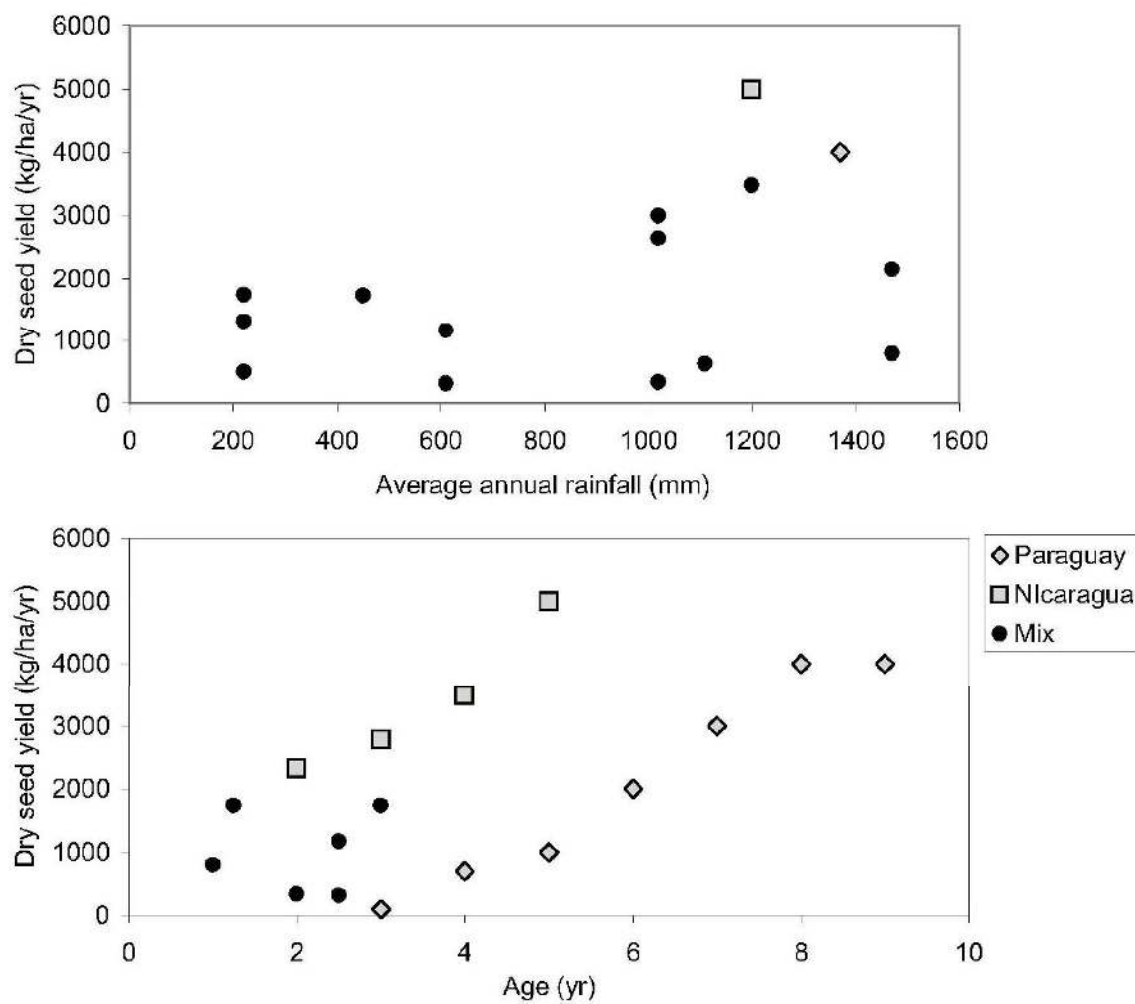 6000
5000
4000
3000
2000
1000
0
Dry seed yield (kg/ha/yr)
0 200 400 600 800 1000 1200 1400 1600
Average annual rainfall (mm)
6000
5000
4000
3000
2000
1000
0
Dry seed yield (kg/ha/yr)
0 2 4 6 8 10
Age (yr)
Paraguay
NIcaragua
Mix